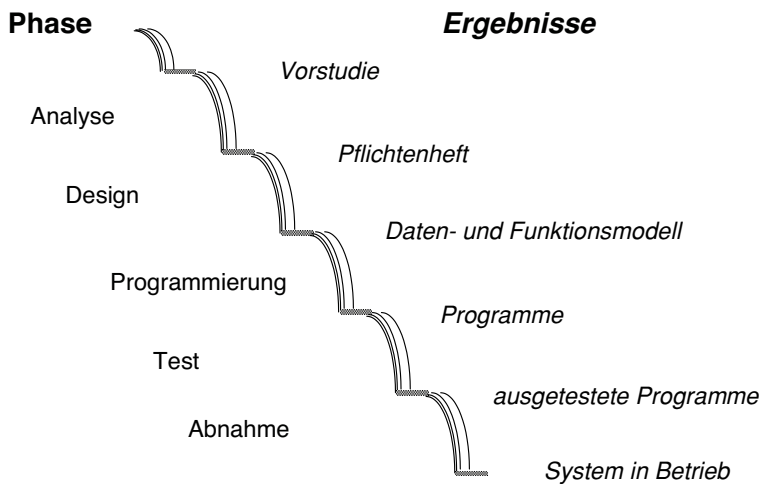 Phase
Ergebnisse
Vorstudie
Analyse
Pflichtenheft
Design
Daten- und Funktionsmodell
Programmierung
Programme
Test
ausgetestete Programme
Abnahme
System in Betrieb